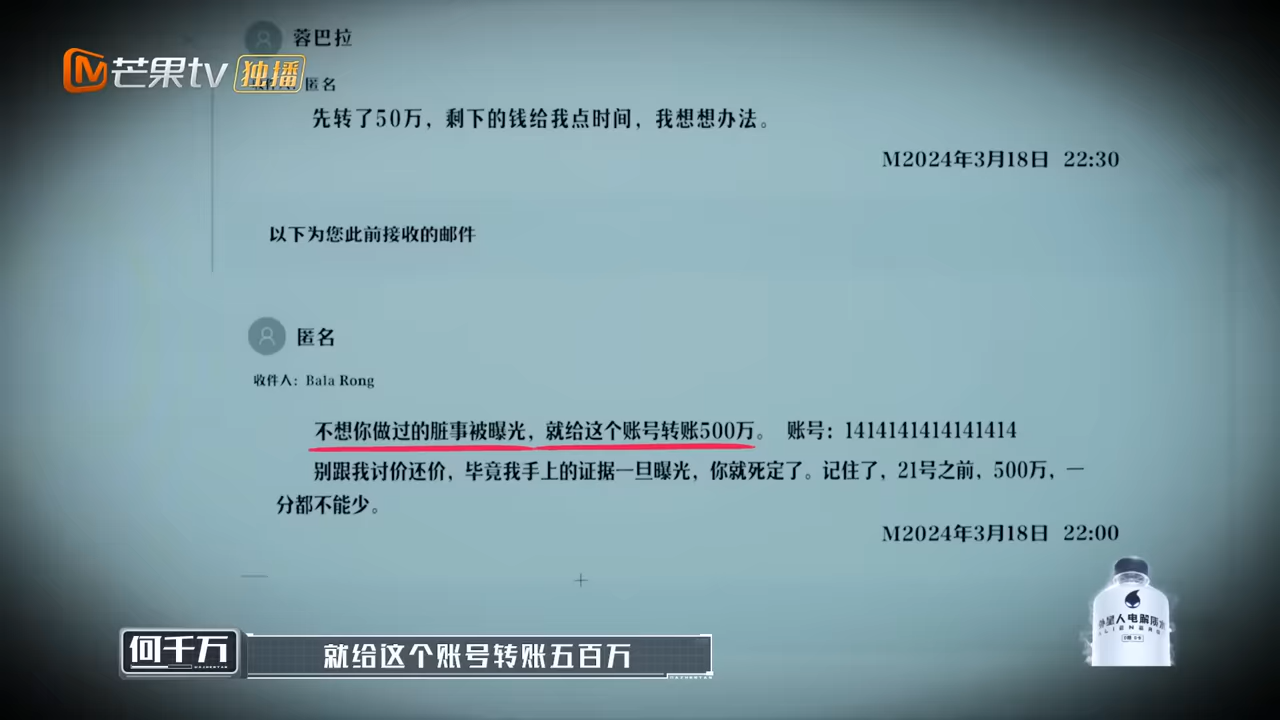 蓉巴拉
芒果tv 独播
匿名
先转了50万，剩下的钱给我点时间，我想想办法。
M2024年3月18日 22:30
以下为您此前接收的邮件
匿名
收件人：Bala Rong
不想你做过的脏事被曝光，就给这个账号转账500万。 账号：1414141414141414
别跟我讨价还价，毕竟我手上的证据一旦曝光，你就死定了。记住了，21号之前，500万，一
分都不能少。
M2024年3月18日 22:00
外星人电解质水
何千万
就给这个账号转账五百万